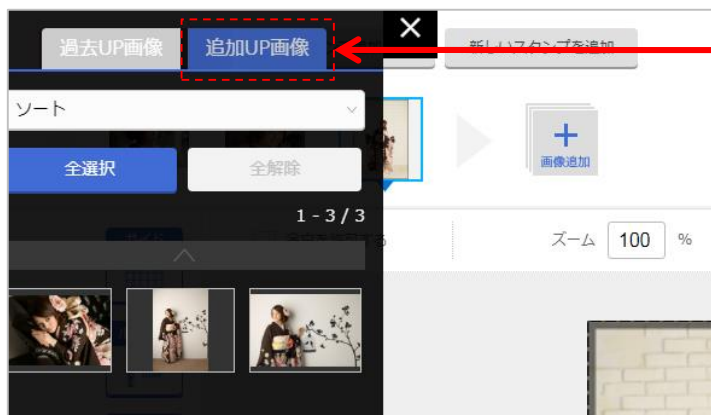 過去UP画像
追加UP画像
新しいスタンプを追加
ソート
画像追加
全選択
全解除
1 - 3 / 3
ズーム 100 %